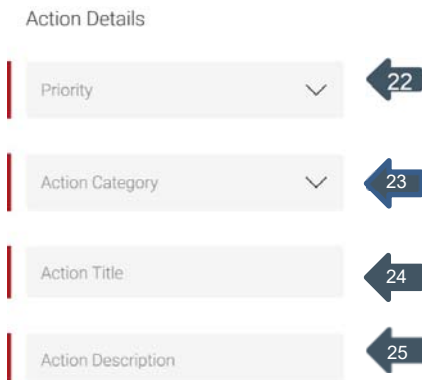 Action Details
Priority 22
Action Category 23
Action Title 24
Action Description 25